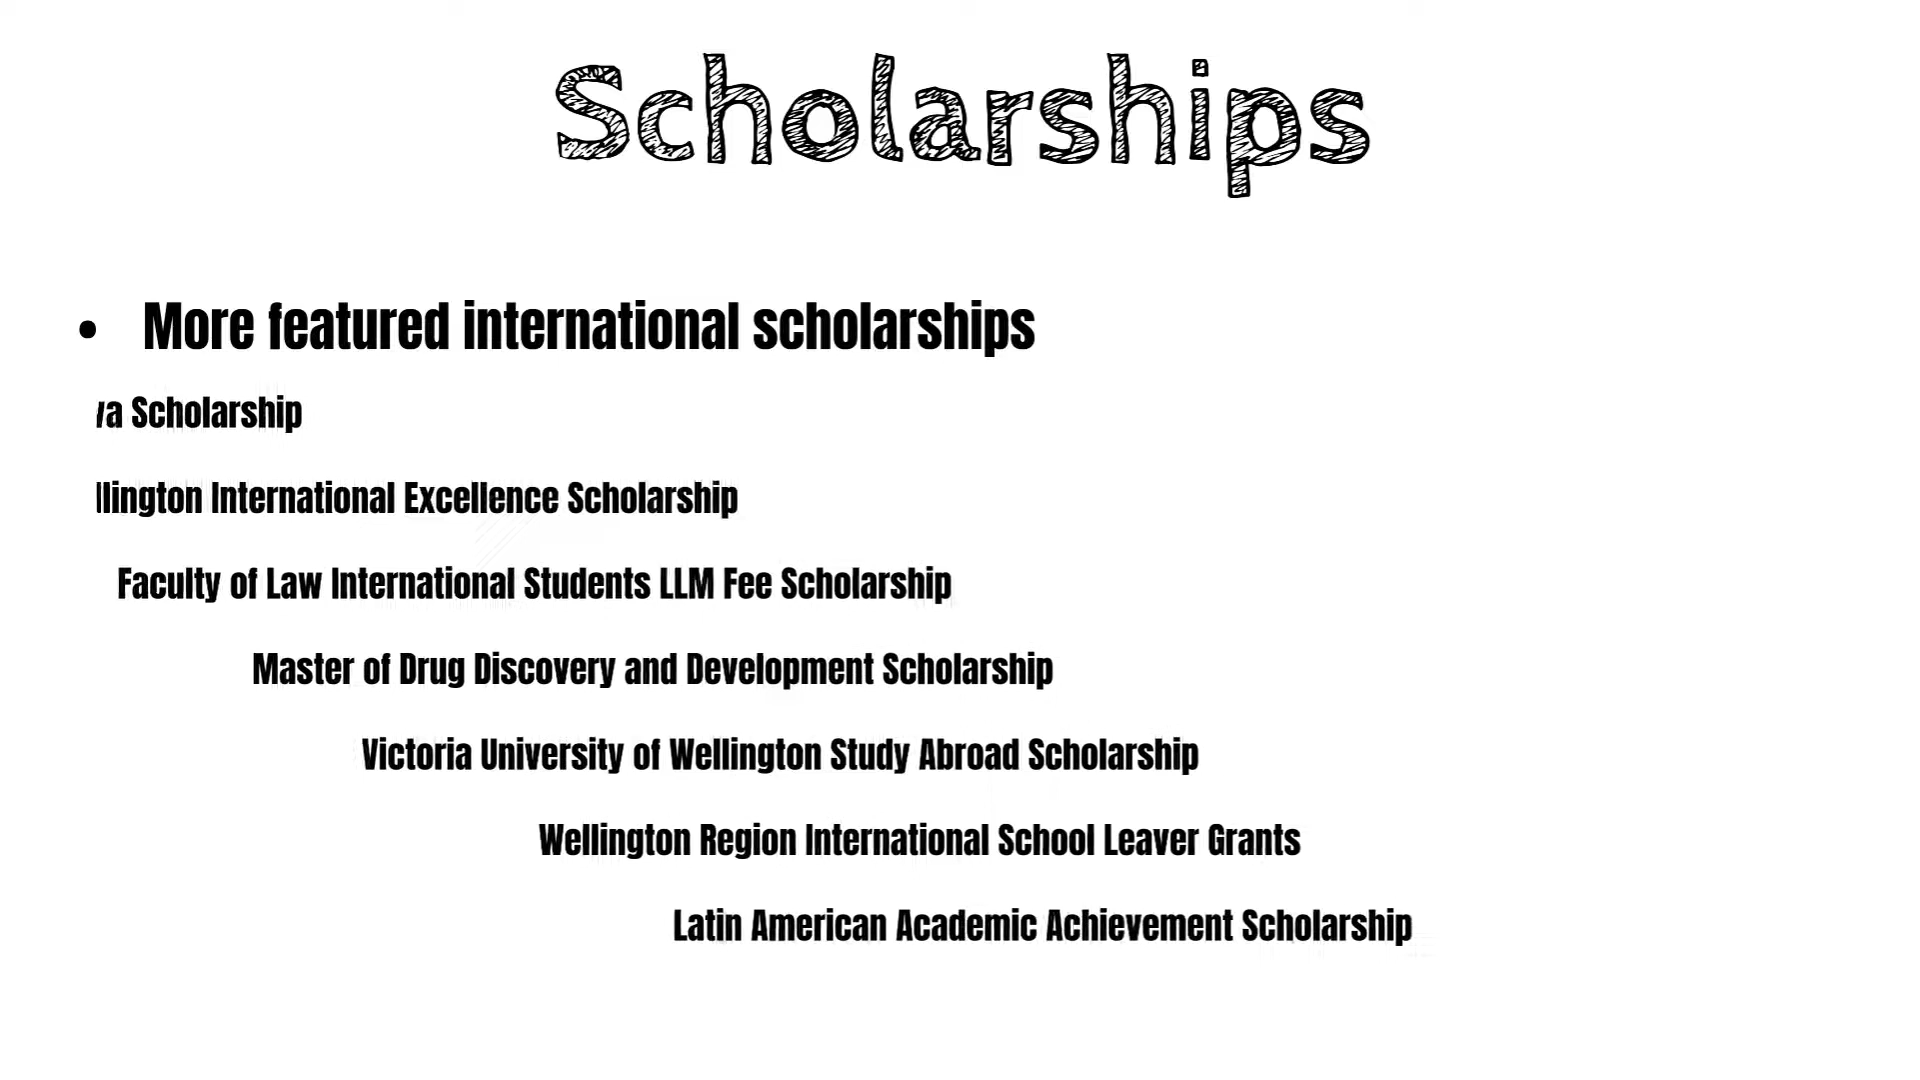 Scholarships
• More featured international scholarships
Scholarship
International Excellence Scholarship
Faculty of Law International Students LLM Fee Scholarship
Master of Drug Discovery and Development Scholarship
Victoria University of Wellington Study Abroad Scholarship
Wellington Region International School Leaver Grants
Latin American Academic Achievement Scholarship